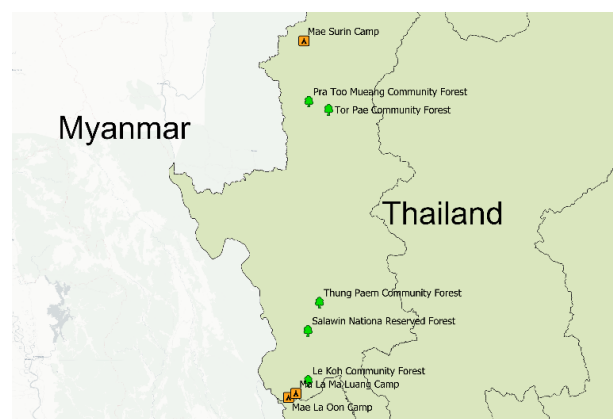 Mae Surin Camp
Pra Too Mueang Community Forest
Tor Pae Community Forest
Myanmar
Thailand
Thung Paem Community Forest
Salawin Nationa Reserved Forest
Le Koh Community Forest
Ma La Ma Luang Camp
Mae La Oon Camp